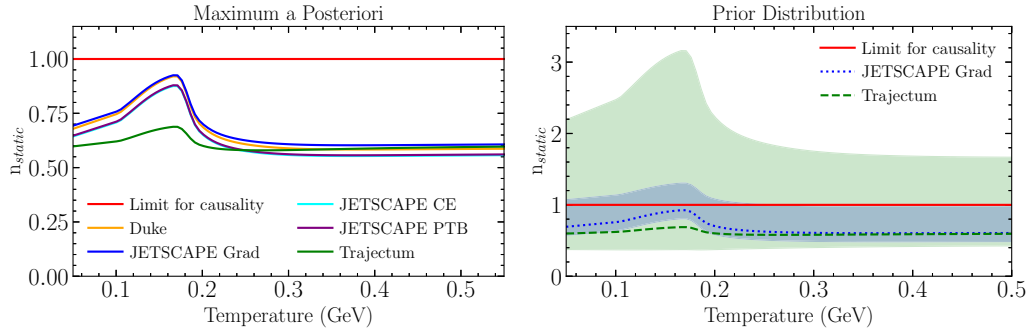 Maximum a Posteriori
n_static
1.00
0.75
0.50
0.25
0.00
Limit for causality
Duke
JETSCAPE Grad
JETSCAPE CE
JETSCAPE PTB
Trajectum
0.1 0.2 0.3 0.4 0.5
Temperature (GeV)
Prior Distribution
n_static
3
2
1
0
Limit for causality
JETSCAPE Grad
Trajectum
0.1 0.2 0.3 0.4 0.5
Temperature (GeV)